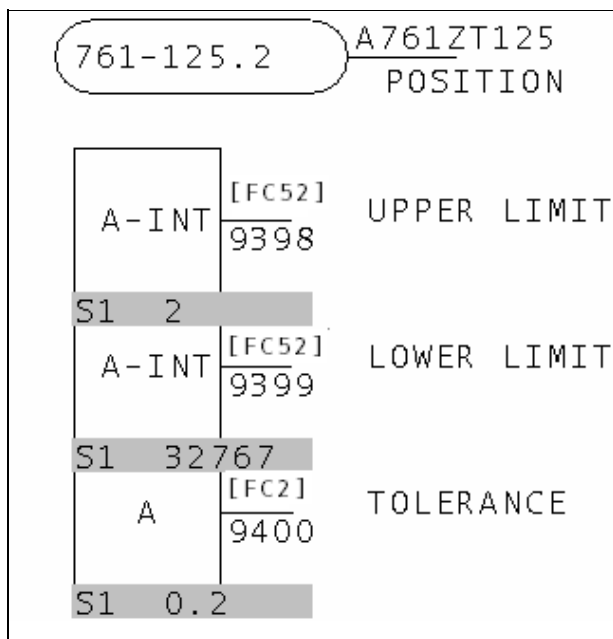 761-125.2 A761ZT125
POSITION
[FC52]
A-INT UPPER LIMIT
9398
S1 2
[FC52]
A-INT LOWER LIMIT
9399
S1 32767
[FC2]
A TOLERANCE
9400
S1 0.2